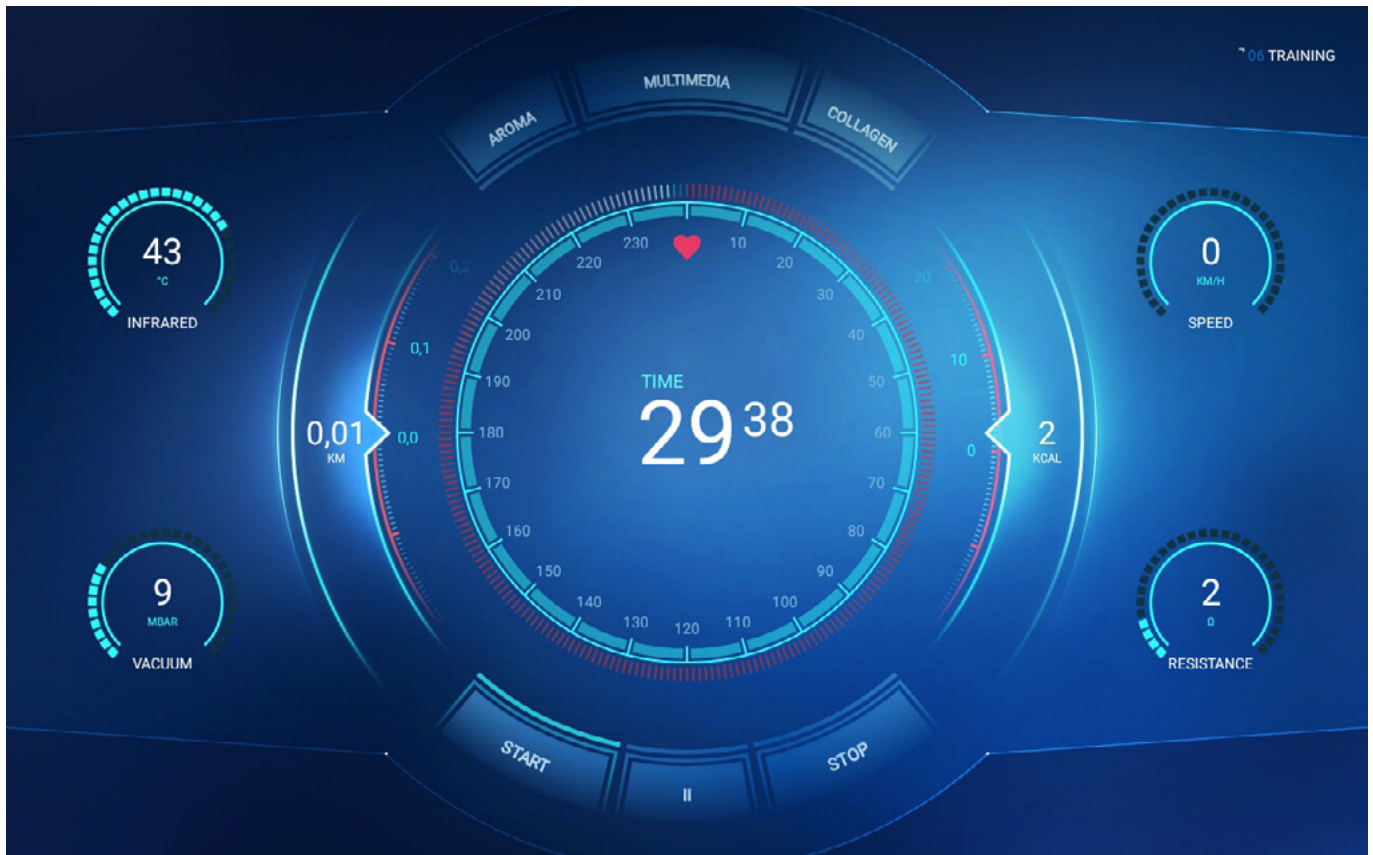 06 TRAINING
MULTIMEDIA
AROMA
COLLAGEN
43
°C
INFRARED
0
KM/H
SPEED
230
10
220
20
210
30
200
40
190
50
180
60
170
70
160
80
150
90
140
100
130
110
120
0,2
0,1
0,0
20
10
0
TIME
29 38
0,01
KM
2
KCAL
9
MBAR
VACUUM
2
Ω
RESISTANCE
START
II
STOP